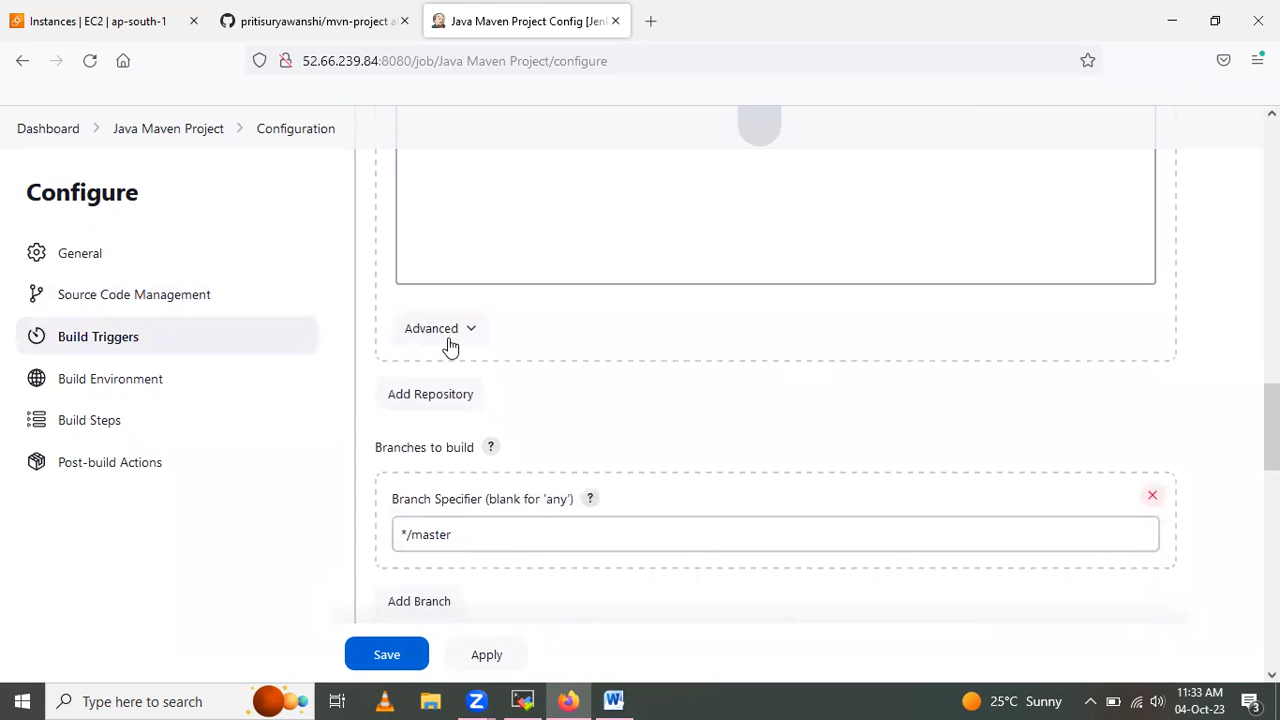 Instances | EC2 | ap-south-1
pritisuryawanshi/mvn-project a
Java Maven Project Config [Jen
52.66.239.84:8080/job/Java Maven Project/configure
Dashboard
Java Maven Project
Configuration
Configure
General
Source Code Management
Build Triggers
Build Environment
Build Steps
Post-build Actions
Advanced
Add Repository
Branches to build ?
Branch Specifier (blank for 'any') ?
*/master
Add Branch
Save
Apply
Type here to search
25°C Sunny
11:33 AM
04-Oct-23
3